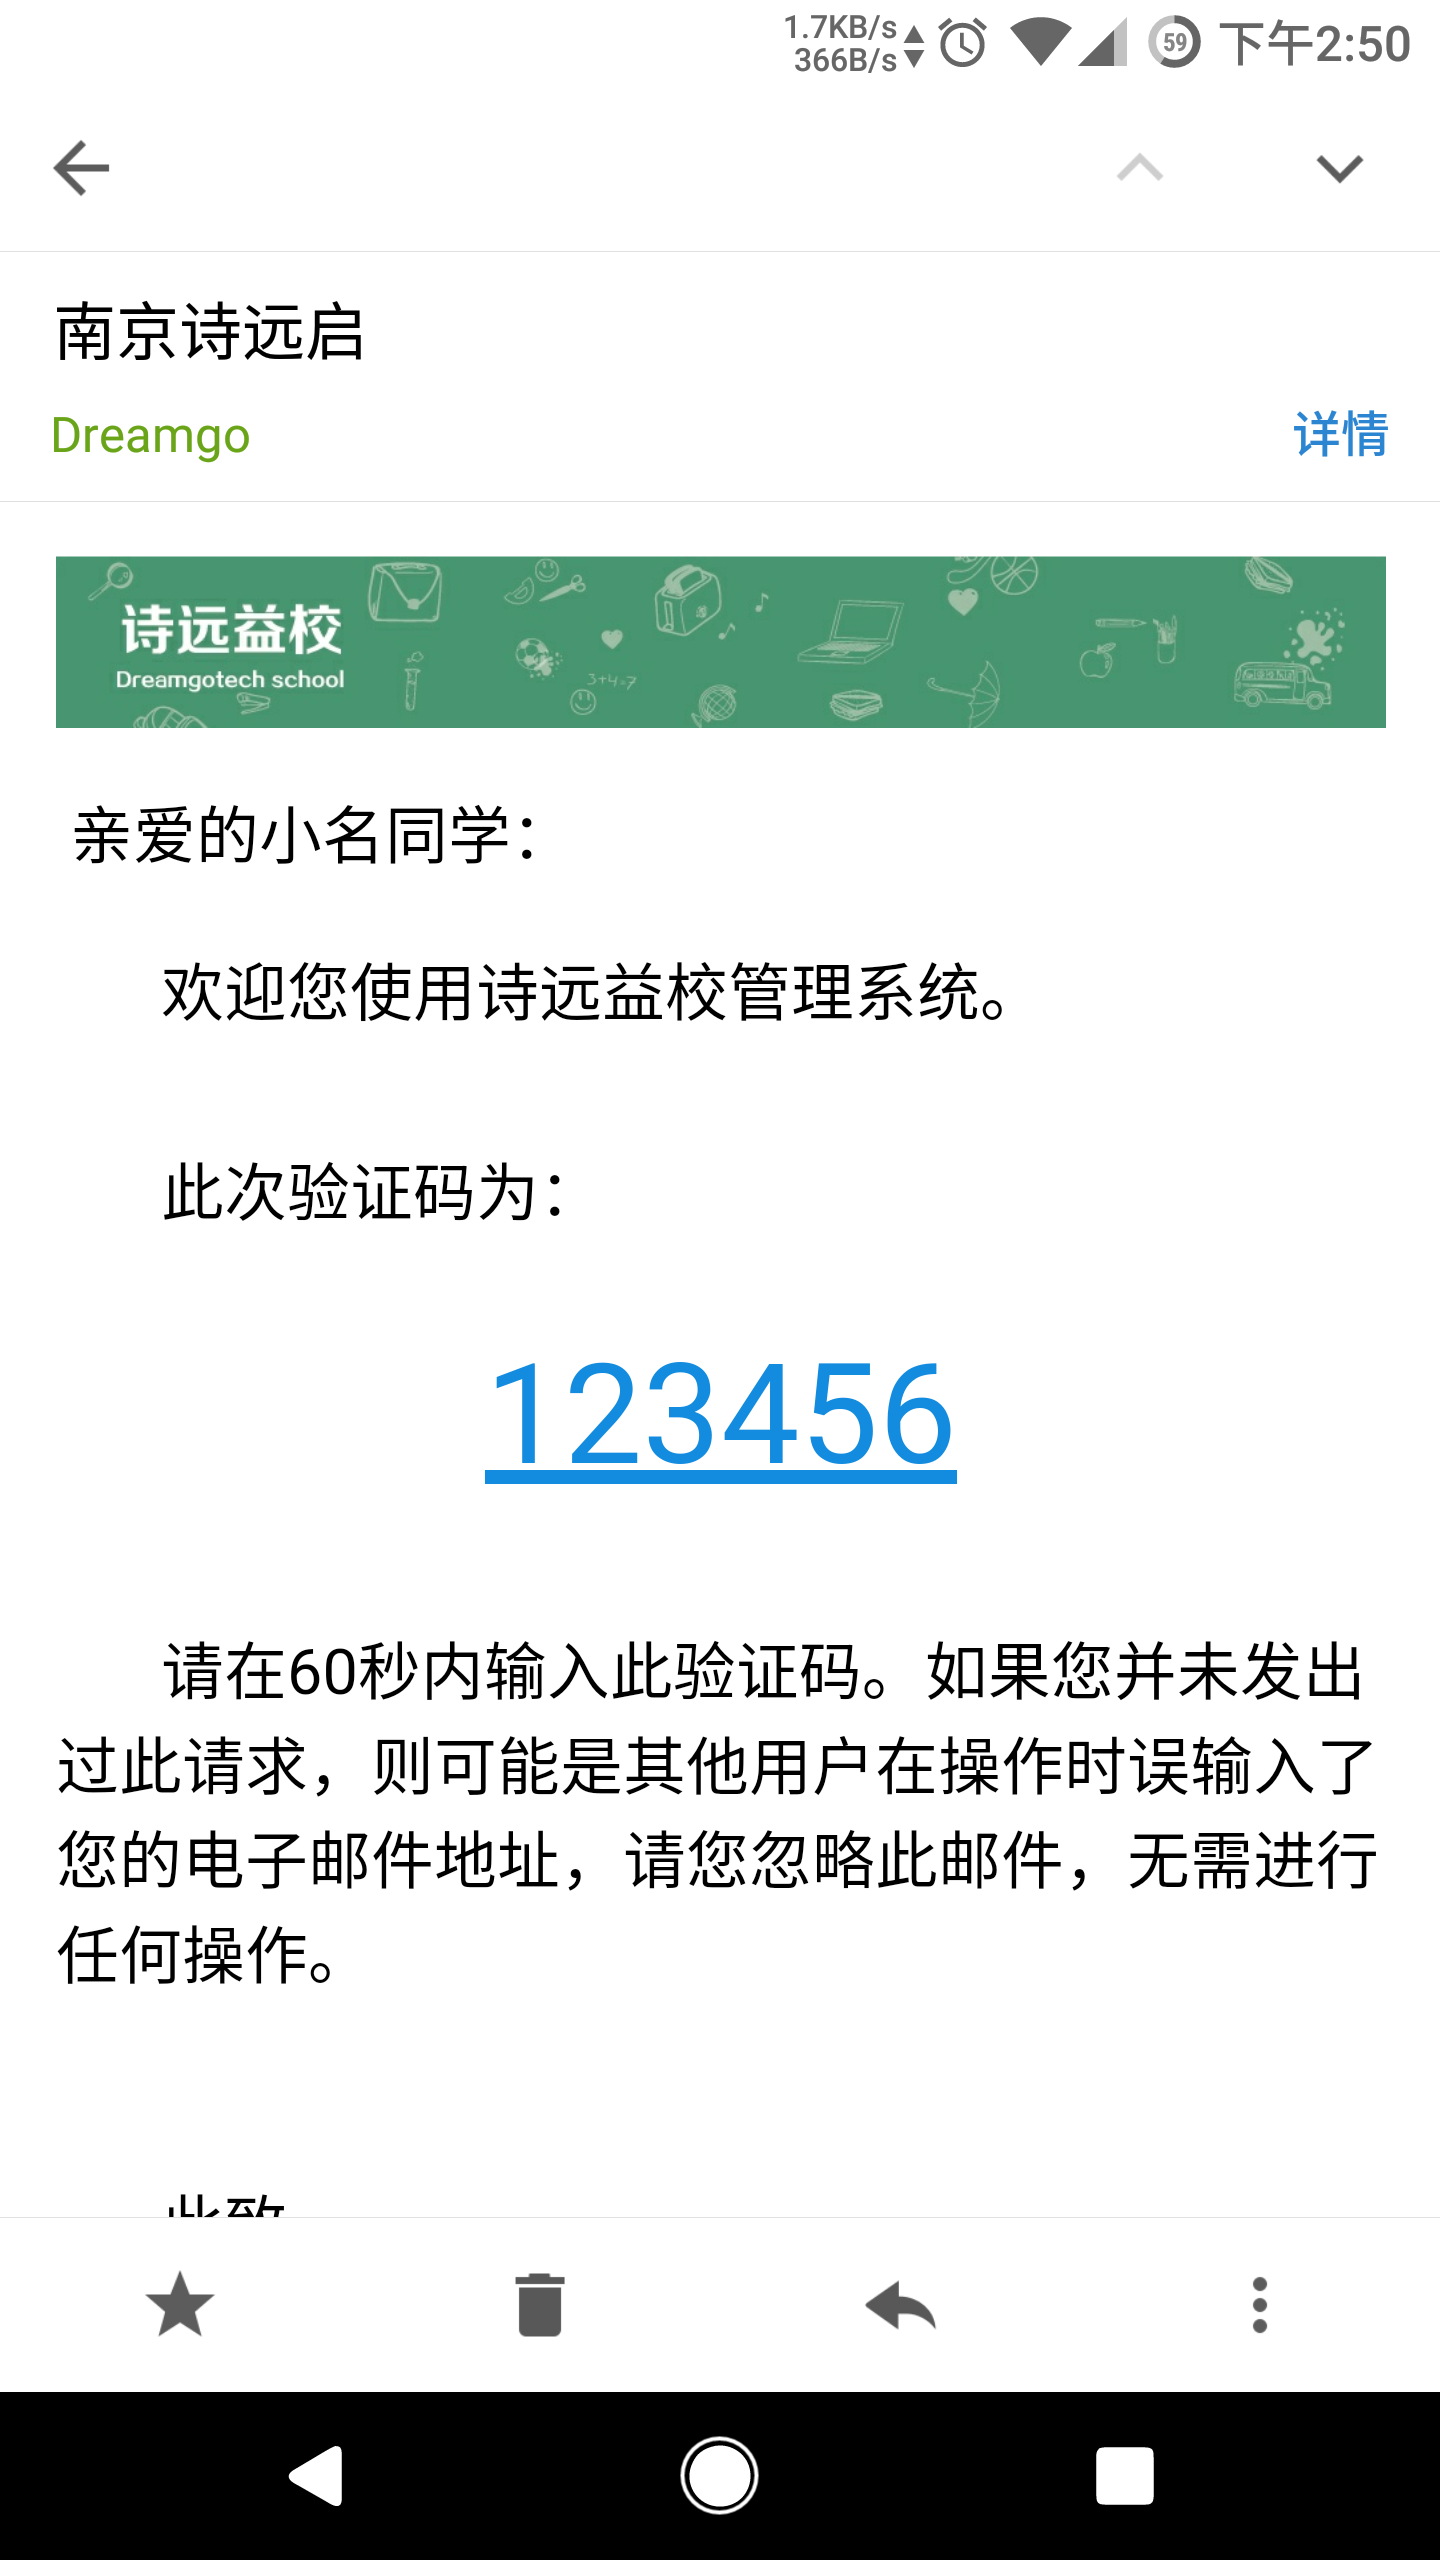 1.7KB/s
366B/s
59
下午2:50
南京诗远启
Dreamgo
详情
诗远益校
Dreamgotech school
3+4=7
亲爱的小名同学：
欢迎您使用诗远益校管理系统。
此次验证码为：
123456
请在60秒内输入此验证码。如果您并未发出
过此请求，则可能是其他用户在操作时误输入了
您的电子邮件地址，请您忽略此邮件，无需进行
任何操作。
此致